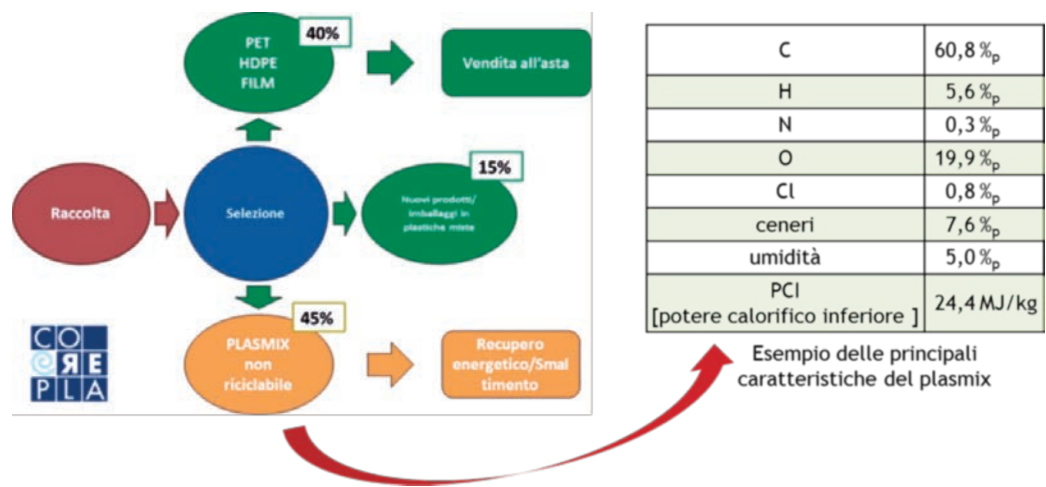 PET
HDPE
FILM
40%
Vendita all'asta
Raccolta
Selezione
15%
Nuovi prodotti/
imballaggi in
plastiche miste
45%
PLASMIX
non
riciclabile
Recupero
energetico/Smal
timento
CO
REPLA
C 60,8 %p
H 5,6 %p
N 0,3 %p
O 19,9 %p
Cl 0,8 %p
ceneri 7,6 %p
umidità 5,0 %p
PCI
[potere calorifico inferiore ] 24,4 MJ/kg
Esempio delle principali
caratteristiche del plasmix